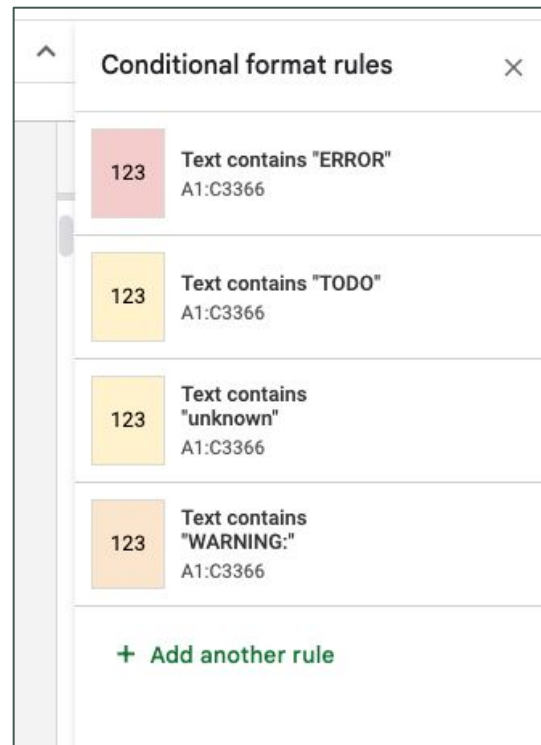 Conditional format rules
123
Text contains "ERROR"
A1:C3366
123
Text contains "TODO"
A1:C3366
123
Text contains
"unknown"
A1:C3366
123
Text contains
"WARNING:"
A1:C3366
+ Add another rule